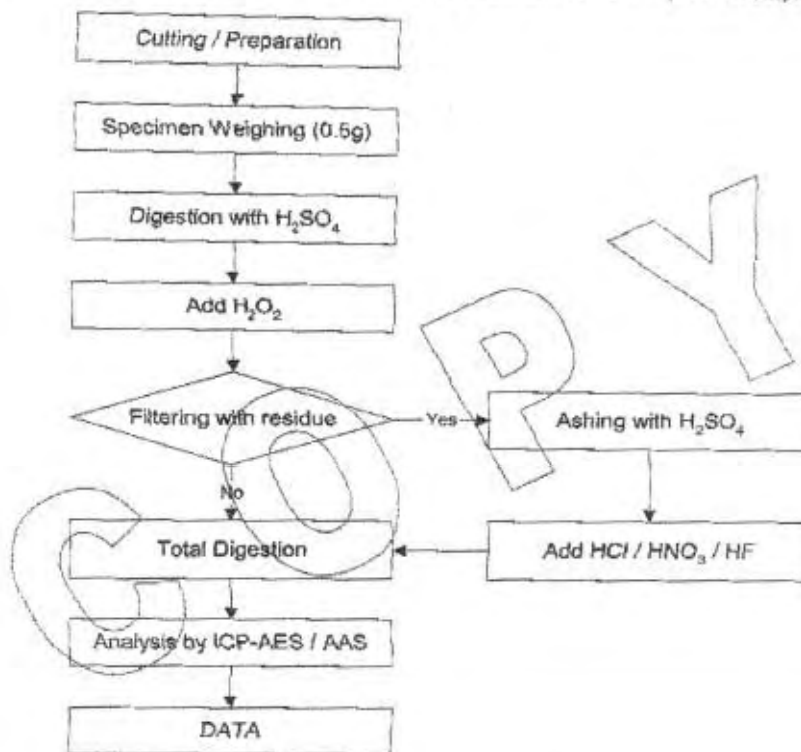 Cutting / Preparation
Specimen Weighing (0.5g)
Digestion with H₂SO₄
Add H₂O₂
Filtering with residue
Yes
Ashing with H₂SO₄
No
Total Digestion
Add HCl / HNO₃ / HF
Analysis by ICP-AES / AAS
DATA
COPY